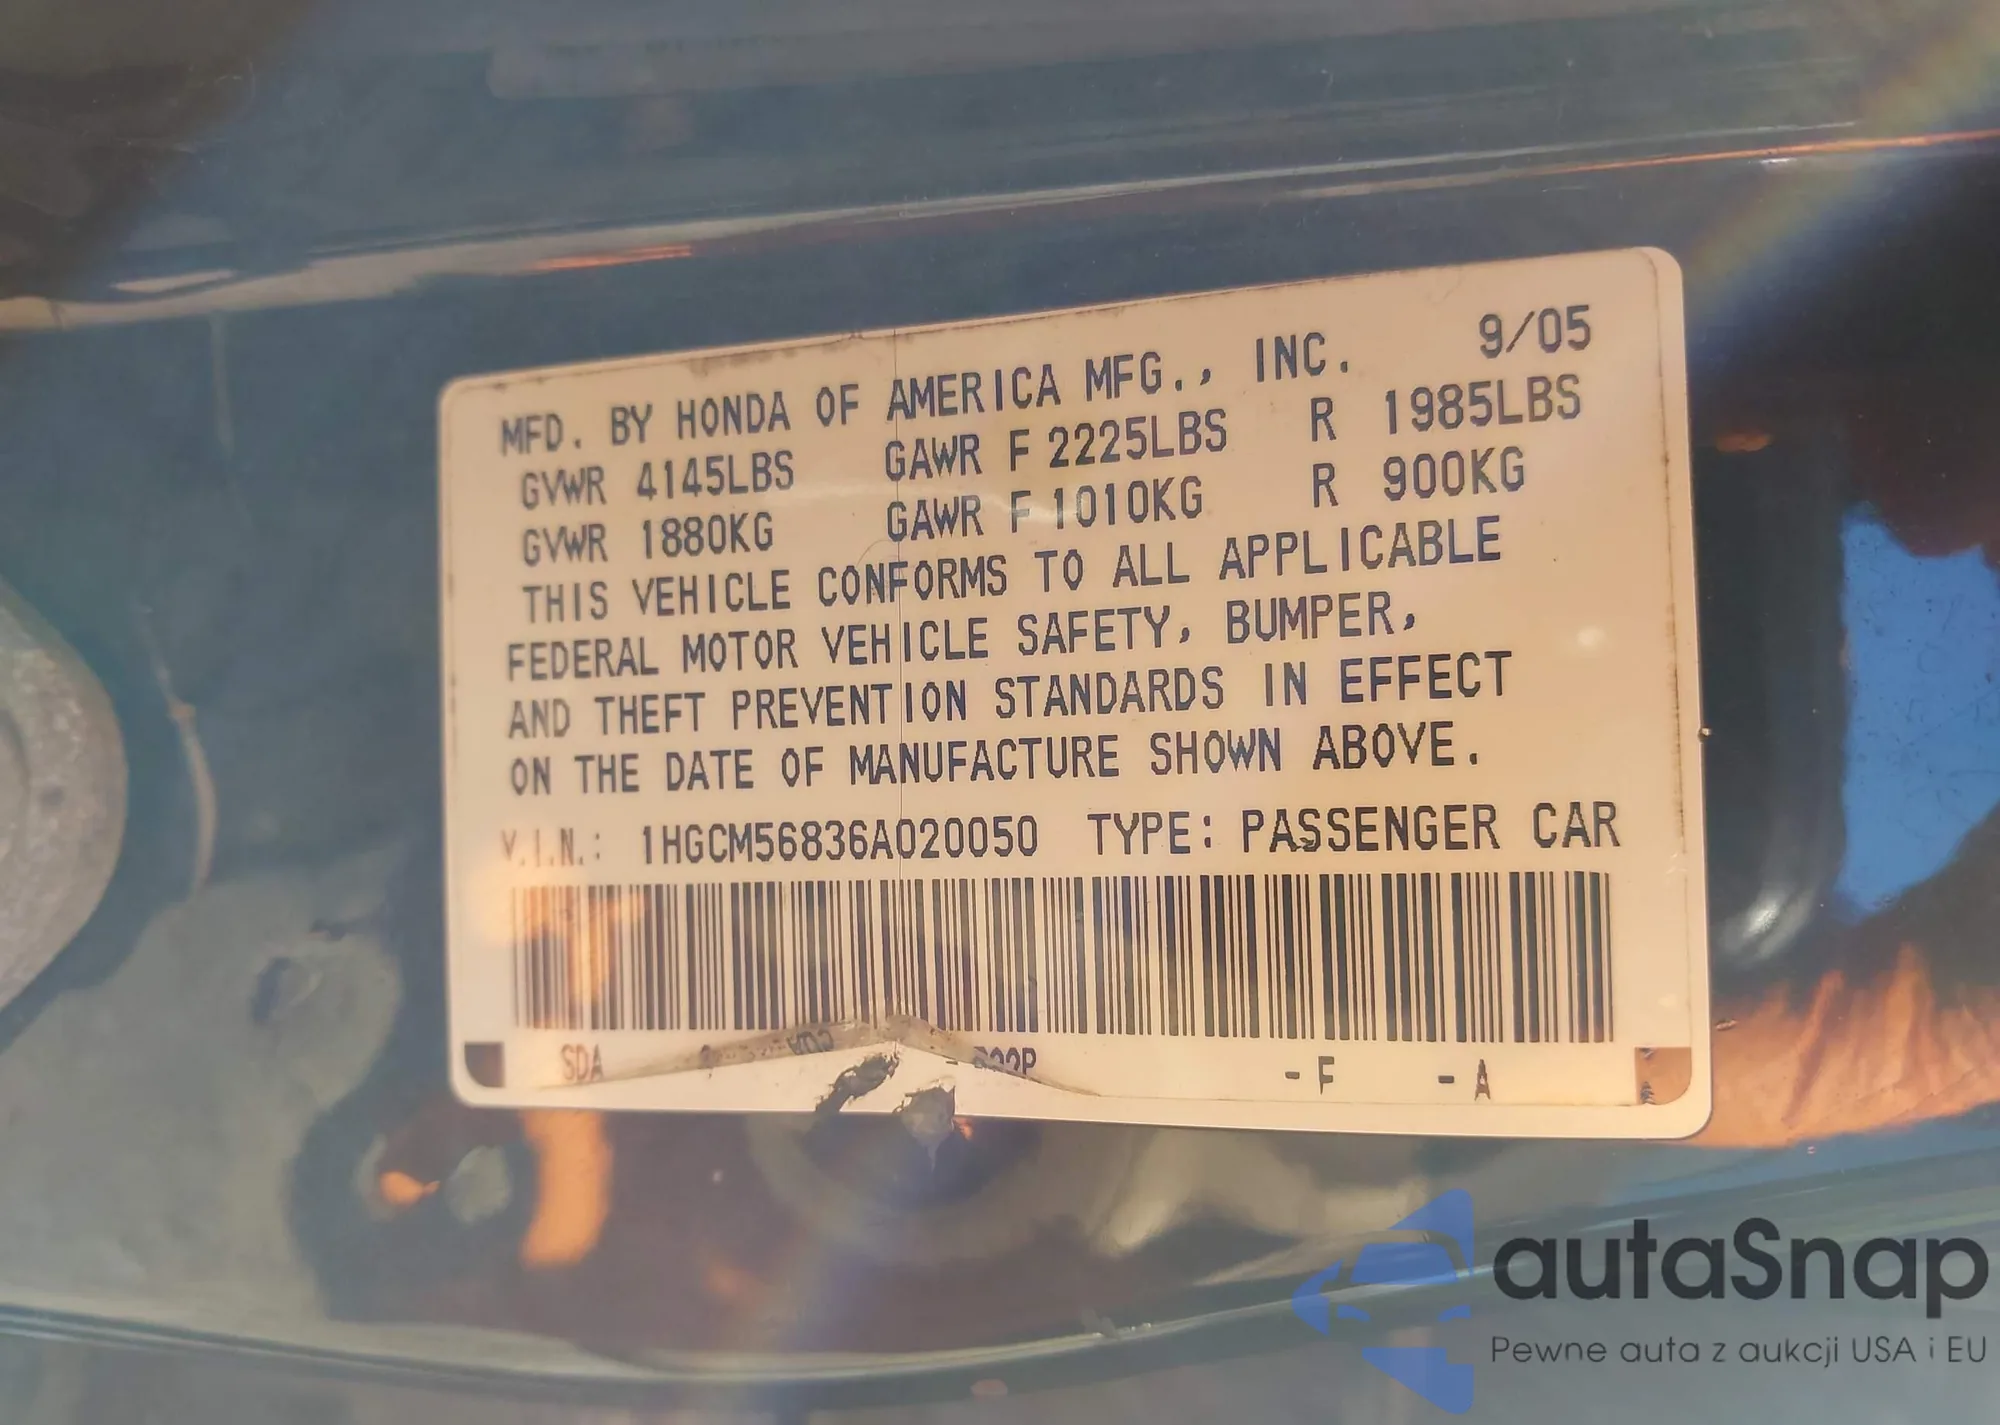 MFD. BY HONDA OF AMERICA MFG., INC. 9/05
GVWR 4145LBS GAWR F 2225LBS R 1985LBS
GVWR 1880KG GAWR F 1010KG R 900KG
THIS VEHICLE CONFORMS TO ALL APPLICABLE
FEDERAL MOTOR VEHICLE SAFETY, BUMPER,
AND THEFT PREVENTION STANDARDS IN EFFECT
ON THE DATE OF MANUFACTURE SHOWN ABOVE.
V.I.N.: 1HGCM56836A020050 TYPE: PASSENGER CAR
SDA -F -A
autaSnap
Pewne auta z aukcji USA i EU